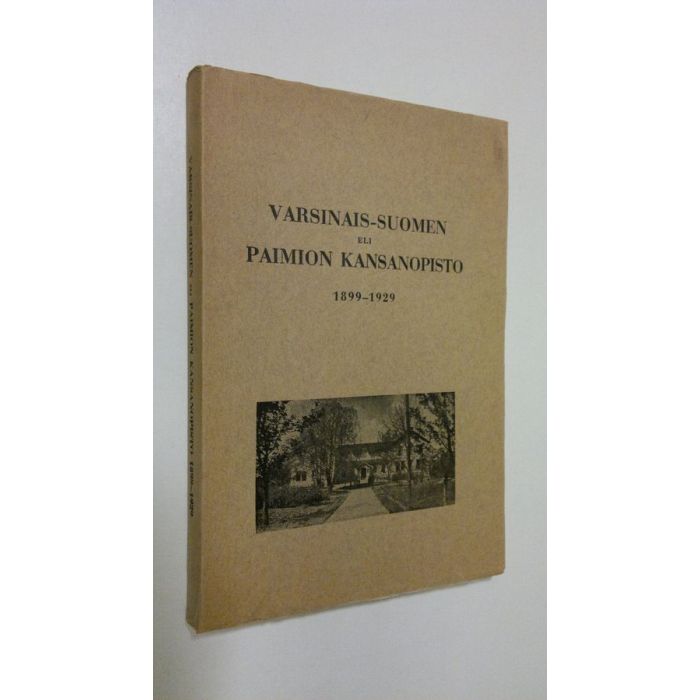 VARSINAIS-SUOMEN
ELI
PAIMION KANSANOPISTO
1899-1929
VARSINAIS-SUOMEN ELI PAIMION KANSANOPISTO 1899-1929